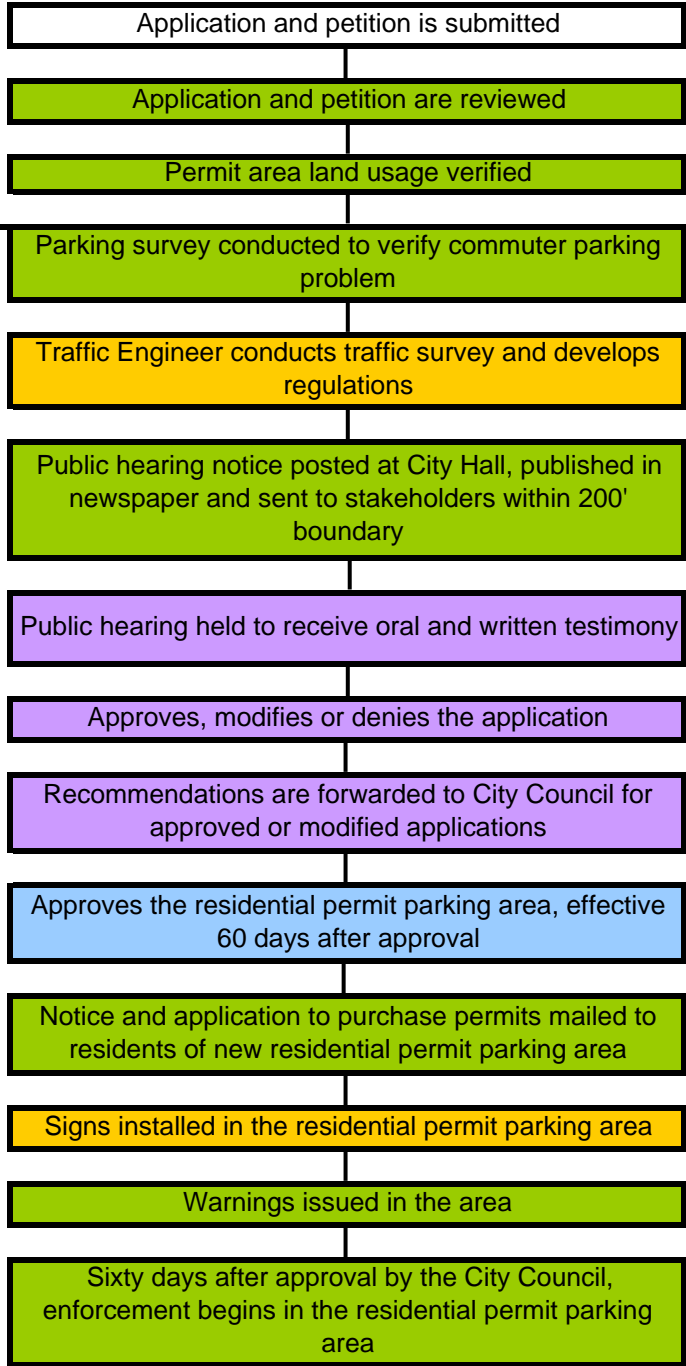 Application and petition is submitted
Application and petition are reviewed
Permit area land usage verified
Parking survey conducted to verify commuter parking
problem
Traffic Engineer conducts traffic survey and develops
regulations
Public hearing notice posted at City Hall, published in
newspaper and sent to stakeholders within 200'
boundary
Public hearing held to receive oral and written testimony
Approves, modifies or denies the application
Recommendations are forwarded to City Council for
approved or modified applications
Approves the residential permit parking area, effective
60 days after approval
Notice and application to purchase permits mailed to
residents of new residential permit parking area
Signs installed in the residential permit parking area
Warnings issued in the area
Sixty days after approval by the City Council,
enforcement begins in the residential permit parking
area